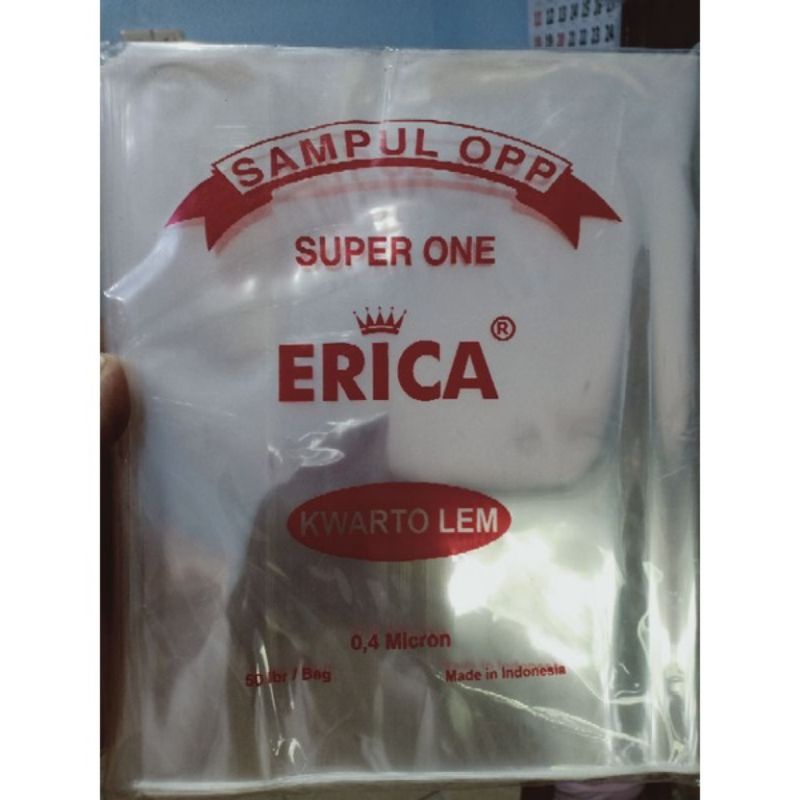 SAMPUL OPP
SUPER ONE
ERICA ®
KWARTO LEM
0,4 Micron
50 lbr / Bag
Made in Indonesia